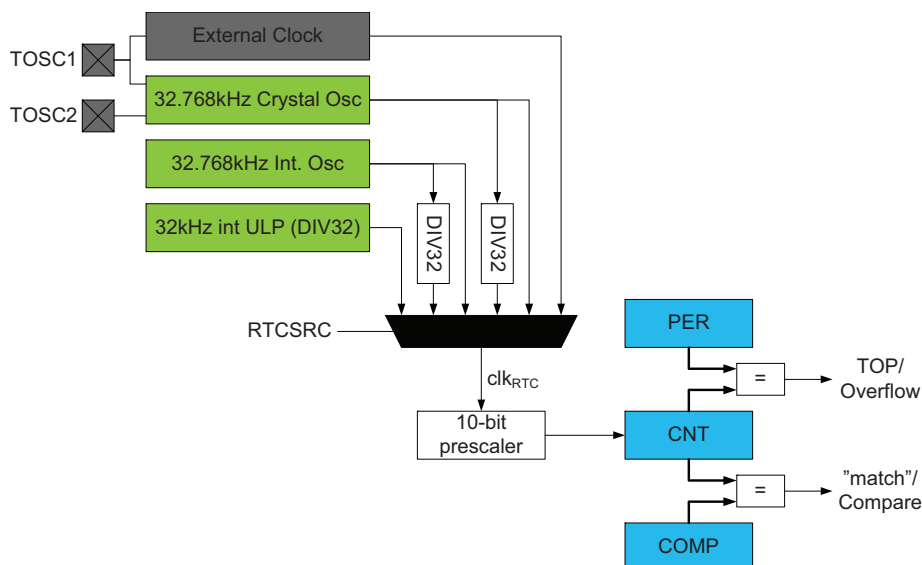 External Clock
TOSC1
32.768kHz Crystal Osc
TOSC2
32.768kHz Int. Osc
32kHz int ULP (DIV32)
DIV32
DIV32
RTCSRC
clkRTC
PER
=
TOP/
Overflow
10-bit
prescaler
CNT
=
"match"/
Compare
COMP